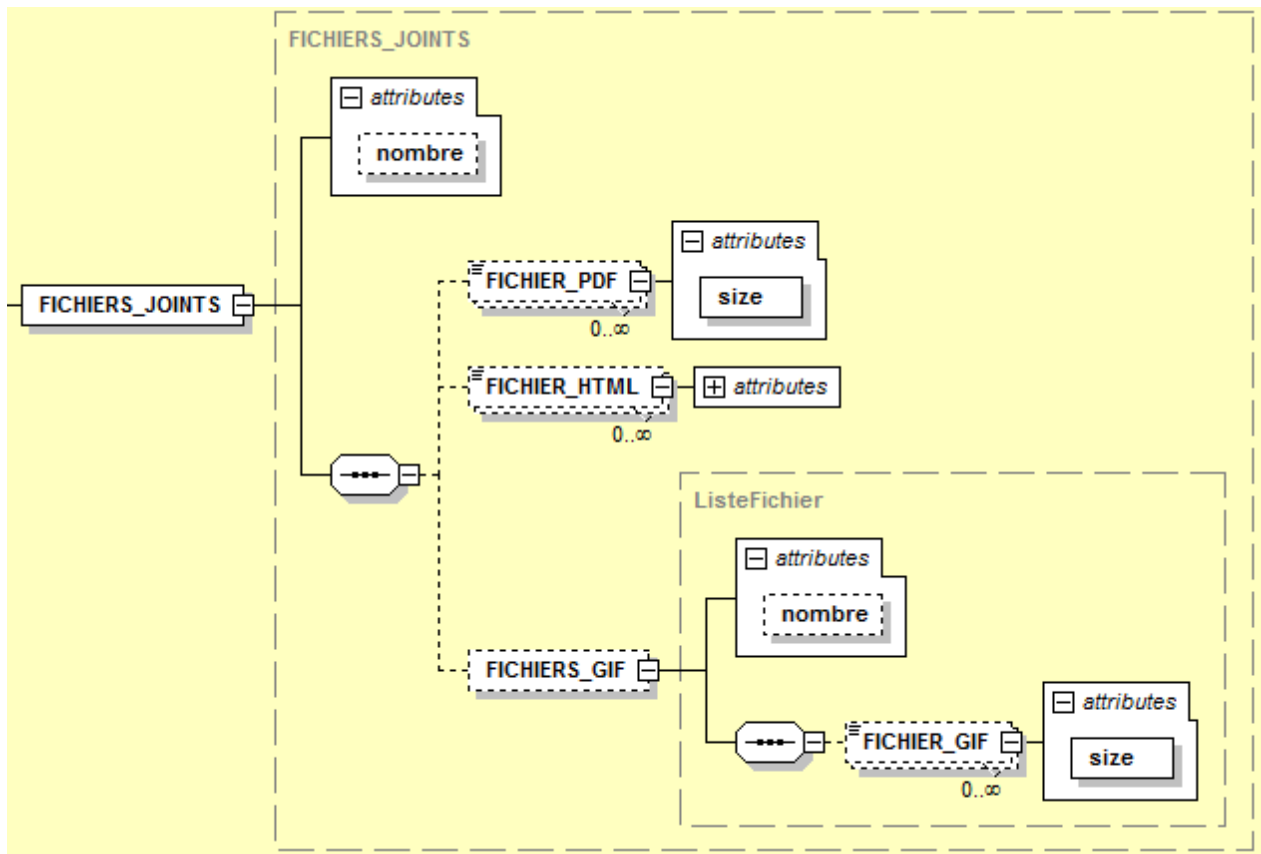 FICHIERS_JOINTS
attributes
nombre
FICHIERS_JOINTS
FICHIER_PDF
0..∞
attributes
size
FICHIER_HTML
0..∞
attributes
ListeFichier
attributes
nombre
FICHIERS_GIF
FICHIER_GIF
0..∞
attributes
size